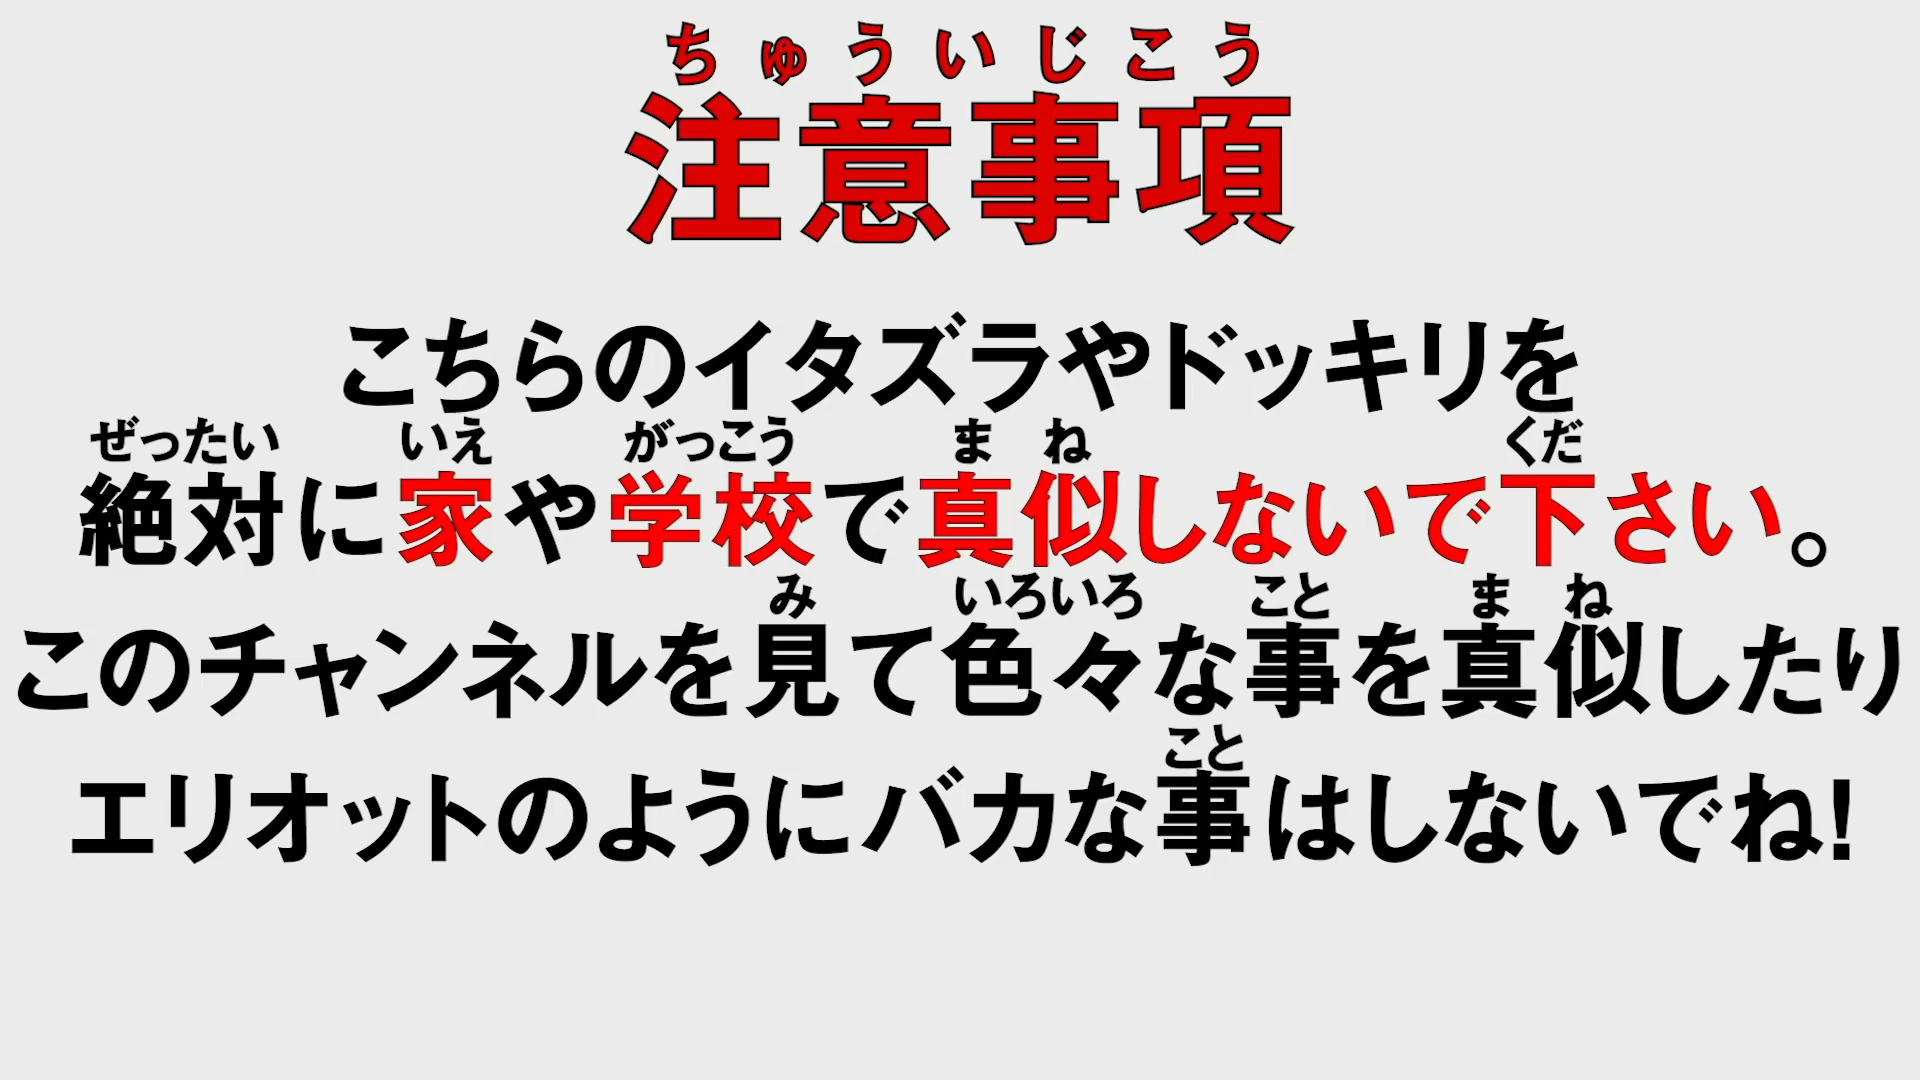 ちゅういじこう
注意事項
こちらのイタズラやドッキリを
ぜったい いえ がっこう まね くだ
絶対に家や学校で真似しないで下さい。
み いろいろ こと まね
このチャンネルを見て色々な事を真似したり
こと
エリオットのようにバカな事はしないでね!